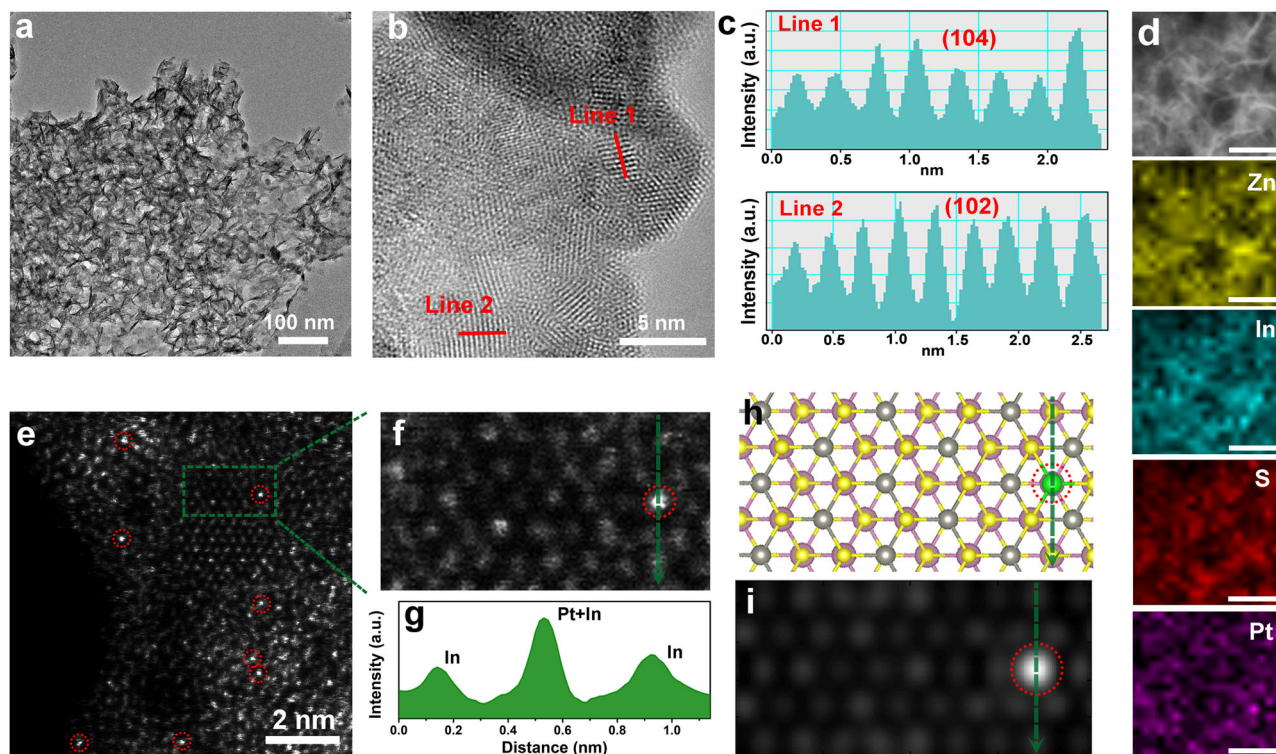 a
100 nm
b
Line 1
Line 2
5 nm
c
Line 1
(104)
Intensity (a.u.)
0.0 0.5 1.0 1.5 2.0
nm
Line 2
(102)
Intensity (a.u.)
0.0 0.5 1.0 1.5 2.0 2.5
nm
d
Zn
In
S
Pt
e
2 nm
f
g
Pt+In
In
In
Intensity (a.u.)
0.0 0.2 0.4 0.6 0.8 1.0
Distance (nm)
h
i